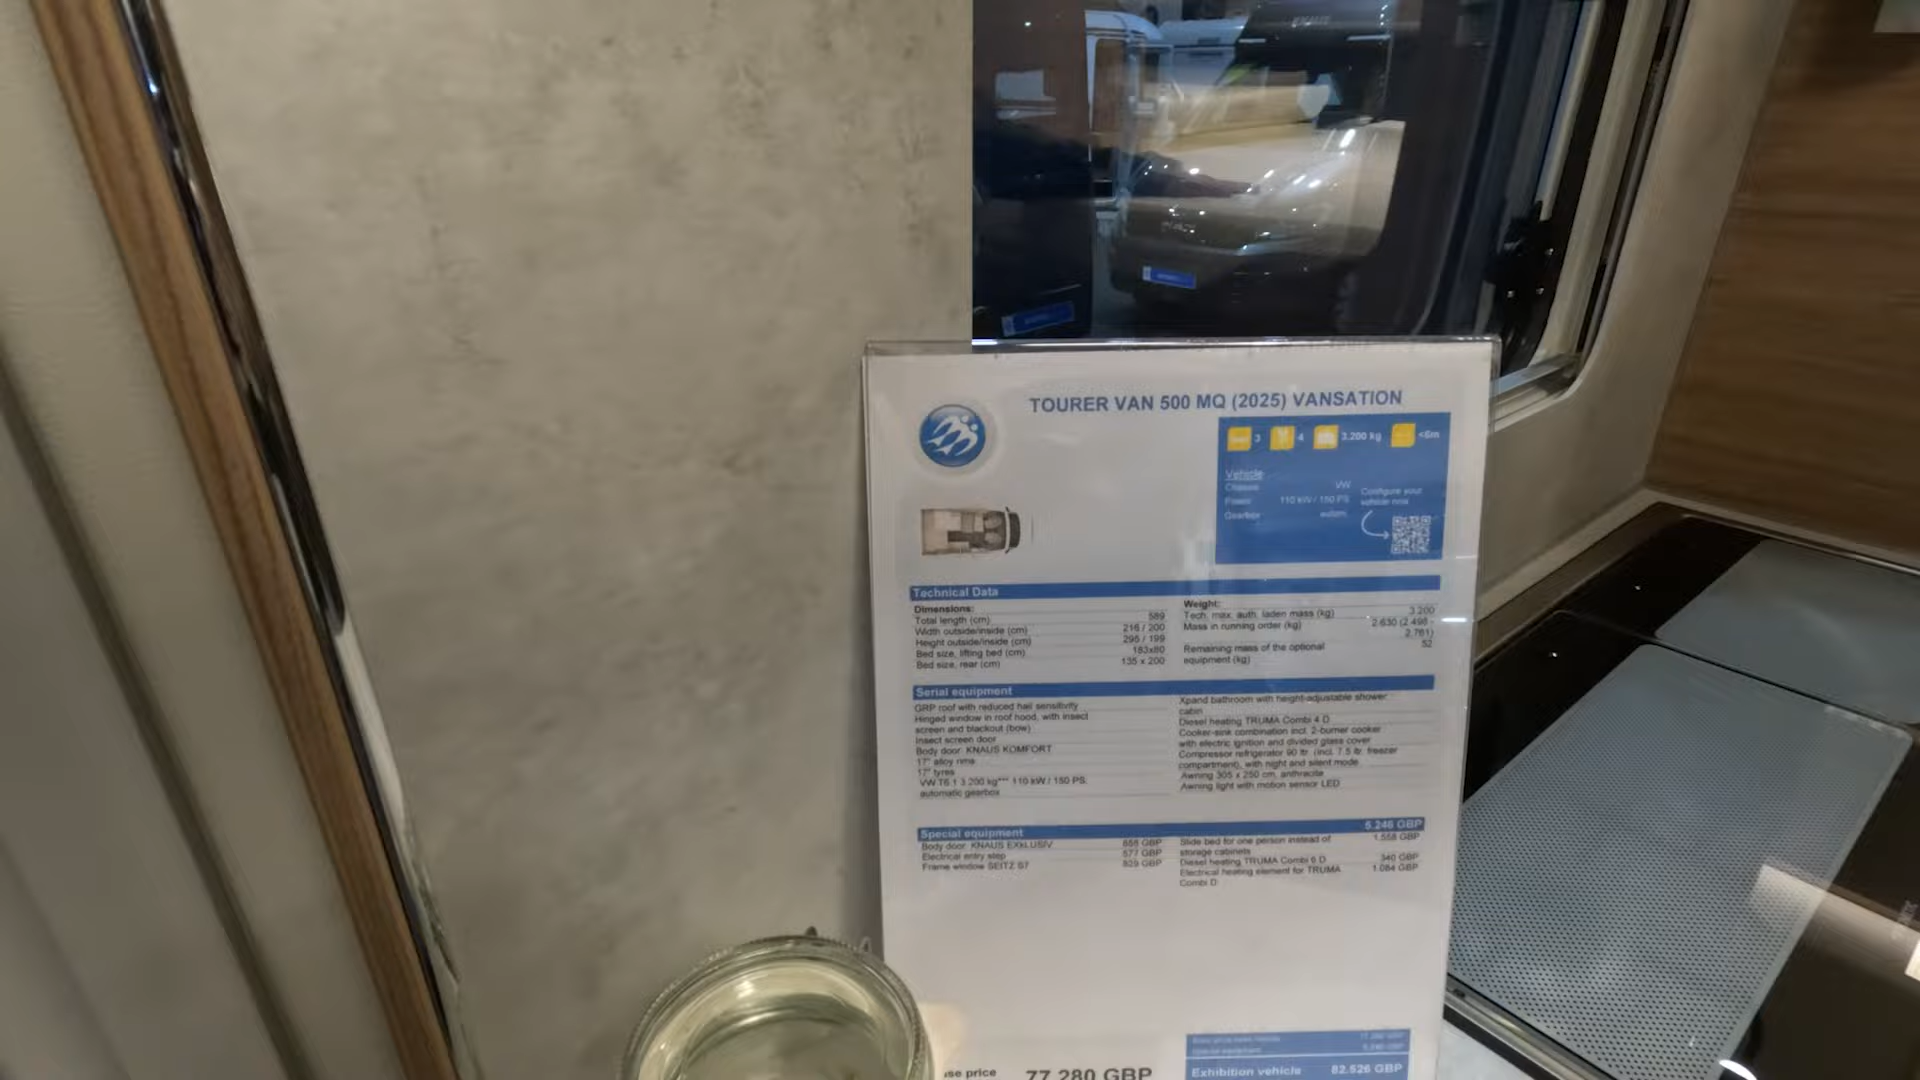 TOURER VAN 500 MQ (2025) VANSATION
3 4 3.200 kg <6m
Vehicle
Chassis VW
Power 110 kW / 150 PS
Gearbox autom.
Configure your
vehicle now
Technical Data
Dimensions:
Total length (cm) 589
Width outside/inside (cm) 216 / 200
Height outside/inside (cm) 295 / 199
Bed size, lifting bed (cm) 183x80
Bed size, rear (cm) 135 x 200
Weight:
Tech. max. auth. laden mass (kg) 3.200
Mass in running order (kg) 2.630 (2.498 -
2.761)
Remaining mass of the optional 52
equipment (kg)
Serial equipment
GRP roof with reduced hail sensitivity
Hinged window in roof hood, with insect
screen and blackout (bow)
Insect screen door
Body door: KNAUS KOMFORT
17" alloy rims
17" tyres
VW T6.1 3.200 kg*** 110 kW / 150 PS,
automatic gearbox
Xpand bathroom with height-adjustable shower
cabin
Diesel heating TRUMA Combi 4 D
Cooker-sink combination incl. 2-burner cooker
with electric ignition and divided glass cover
Compressor refrigerator 90 ltr. (incl. 7.5 ltr. freezer
compartment), with night and silent mode
Awning 305 x 250 cm, anthracite
Awning light with motion sensor LED
Special equipment 5.246 GBP
Body door: KNAUS EXKLUSIV 858 GBP
Electrical entry step 577 GBP
Frame window SEITZ S7 829 GBP
Slide bed for one person instead of 1.558 GBP
storage cabinets
Diesel heating TRUMA Combi 6 D 340 GBP
Electrical heating element for TRUMA 1.084 GBP
Combi D
price 77.280 GBP
Exhibition vehicle 82.526 GBP